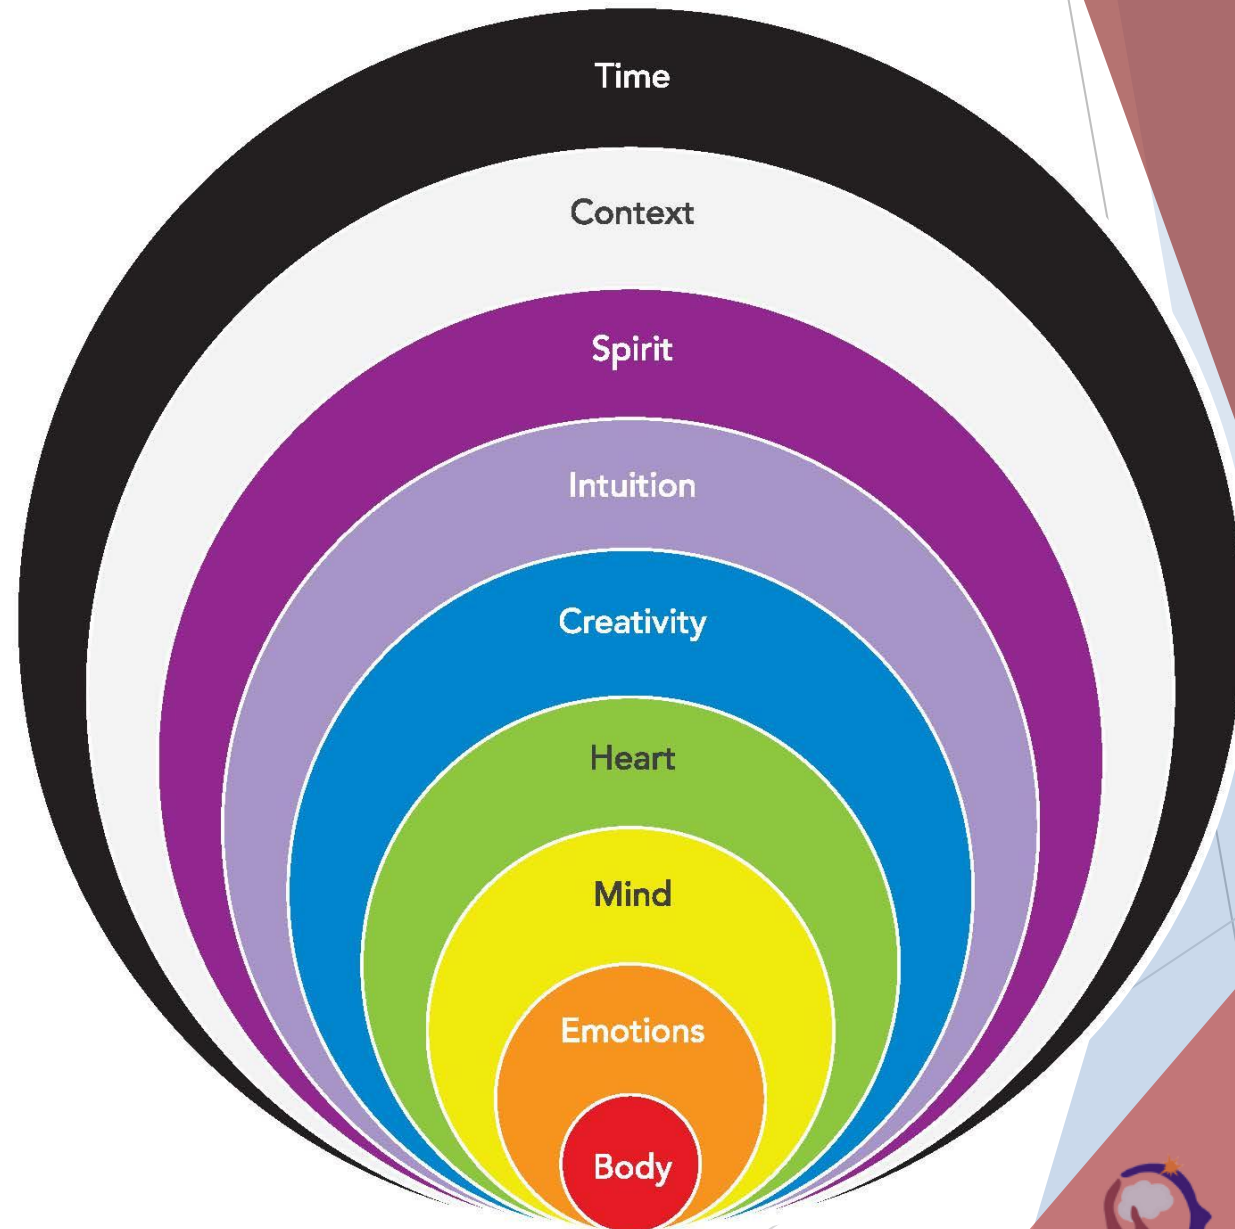 Time
Context
Spirit
Intuition
Creativity
Heart
Mind
Emotions
Body